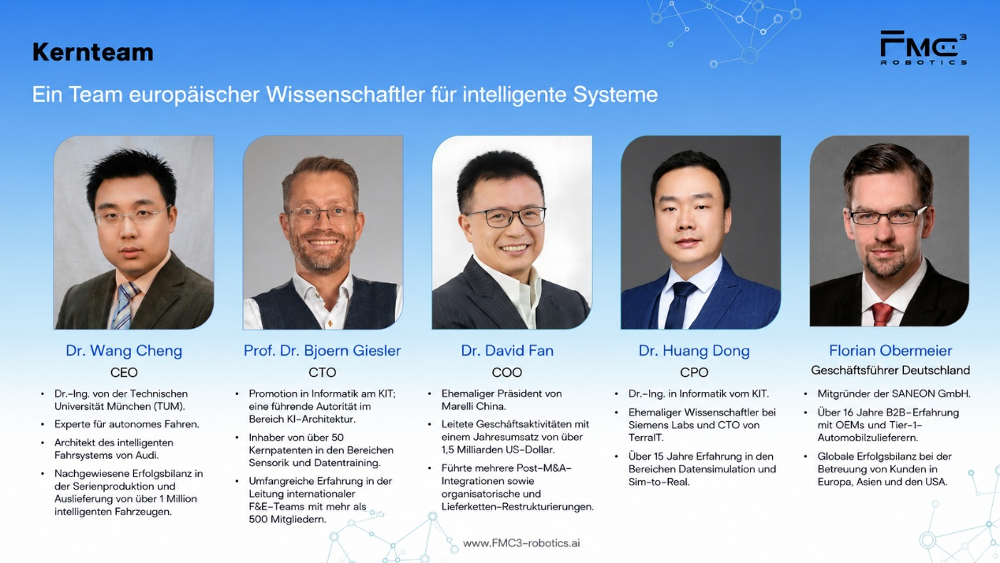 Kernteam
FMC3
ROBOTICS
Ein Team europäischer Wissenschaftler für intelligente Systeme
Dr. Wang Cheng
CEO
• Dr.-Ing. von der Technischen
Universität München (TUM).
• Experte für autonomes Fahren.
• Architekt des intelligenten
Fahrsystems von Audi.
• Nachgewiesene Erfolgsbilanz in
der Serienproduktion und
Auslieferung von über 1 Million
intelligenten Fahrzeugen.
Prof. Dr. Bjoern Giesler
CTO
• Promotion in Informatik am KIT;
eine führende Autorität im
Bereich KI-Architektur.
• Inhaber von über 50
Kernpatenten in den Bereichen
Sensorik und Datentraining.
• Umfangreiche Erfahrung in der
Leitung internationaler
F&E-Teams mit mehr als
500 Mitgliedern.
Dr. David Fan
COO
• Ehemaliger Präsident von
Marelli China.
• Leitete Geschäftsaktivitäten mit
einem Jahresumsatz von über
1,5 Milliarden US-Dollar.
• Führte mehrere Post-M&A-
Integrationen sowie
organisatorische und
Lieferketten-Restrukturierungen.
Dr. Huang Dong
CPO
• Dr.-Ing. in Informatik vom KIT.
• Ehemaliger Wissenschaftler bei
Siemens Labs und CTO von
TerraIT.
• Über 15 Jahre Erfahrung in den
Bereichen Datensimulation und
Sim-to-Real.
Florian Obermeier
Geschäftsführer Deutschland
• Mitgründer der SANEON GmbH.
• Über 16 Jahre B2B-Erfahrung
mit OEMs und Tier-1-
Automobilzulieferern.
• Globale Erfolgsbilanz bei der
Betreuung von Kunden in
Europa, Asien und den USA.
www.FMC3-robotics.ai